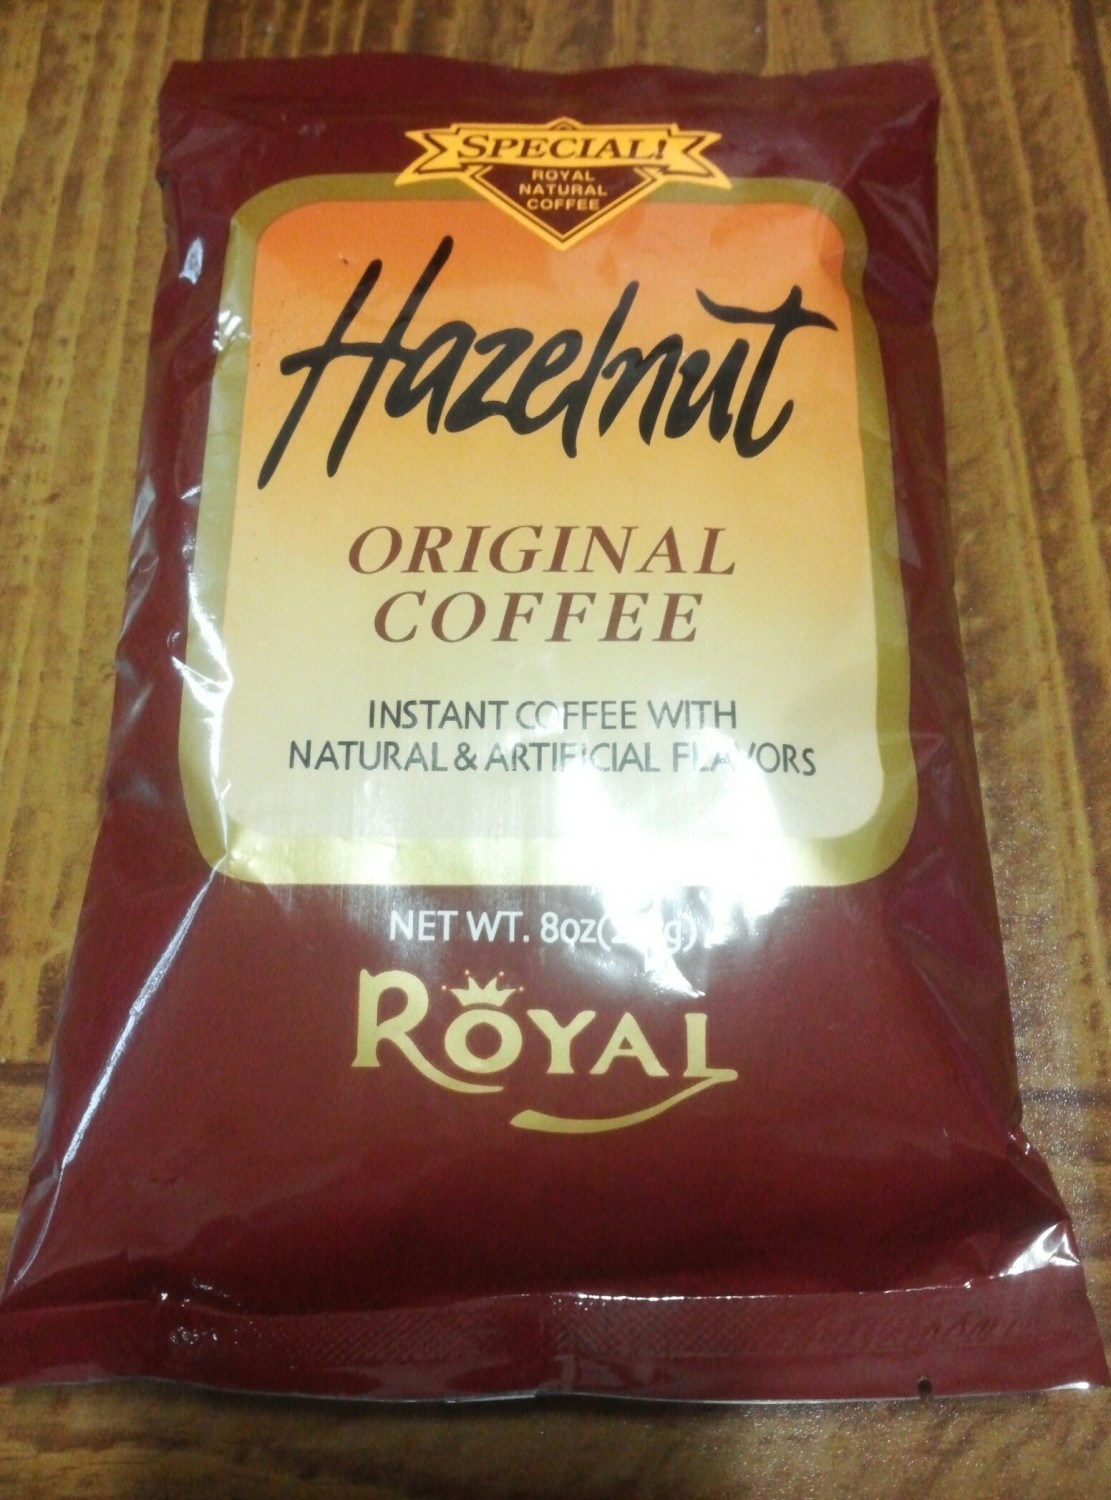 SPECIAL!
ROYAL
NATURAL
COFFEE
Hazelnut
ORIGINAL
COFFEE
INSTANT COFFEE WITH
NATURAL & ARTIFICIAL FLAVORS
NET WT. 8oz
ROYAL